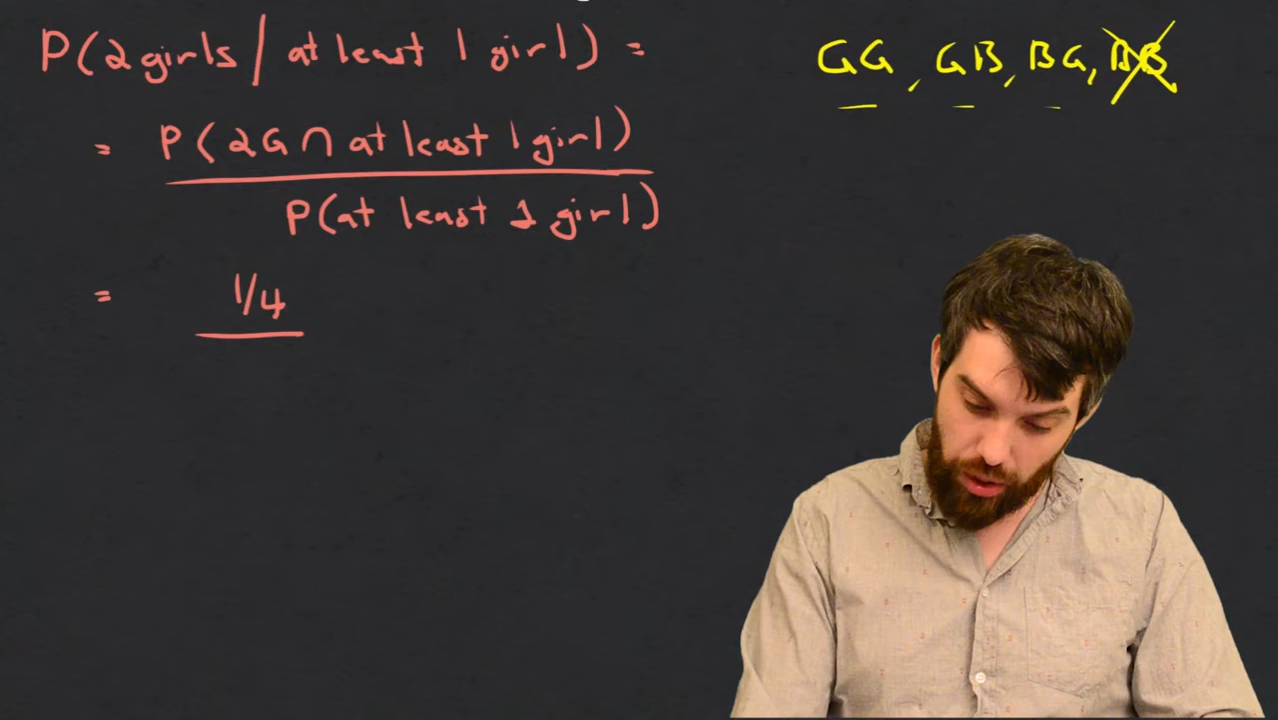 P(2 girls / at least 1 girl) =
GG, GB, BG, BB
= P(2G ∩ at least 1 girl)
P(at least 1 girl)
= 1/4